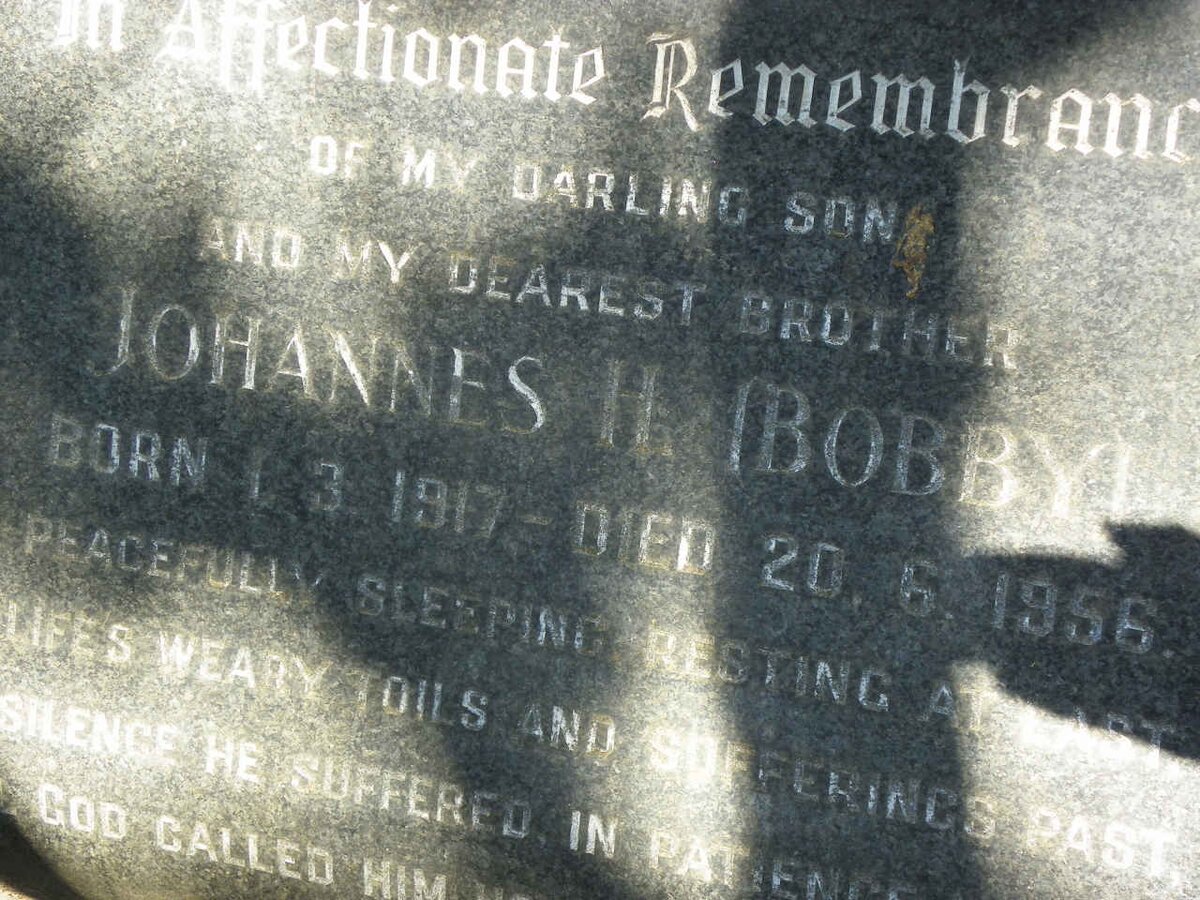 In Affectionate Remembranc
OF MY DARLING SON
AND MY DEAREST BROTHER
JOHANNES H. (BOBBY)
BORN 1. 3. 1917 - DIED 20. 6. 1956.
PEACEFULLY SLEEPING, RESTING AT LAST,
LIFE'S WEARY TOILS AND SUFFERINGS PAST,
SILENCE HE SUFFERED, IN PATIENCE
GOD CALLED HIM